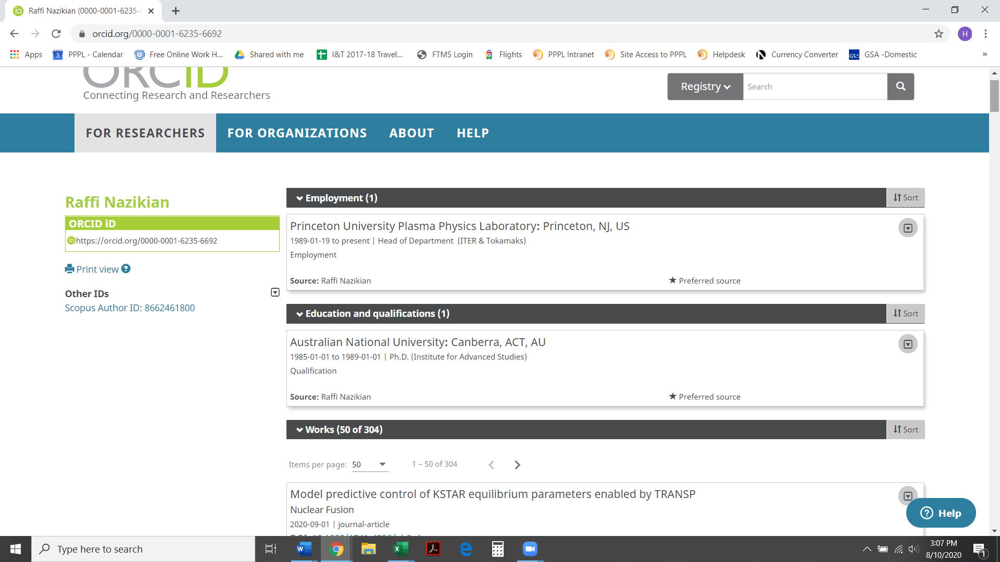 Raffi Nazikian (0000-0001-6235-6
orcid.org/0000-0001-6235-6692
H
Apps
3
PPPL - Calendar
Free Online Work H...
Shared with me
I&T 2017-18 Travel...
FTMS Login
Flights
PPPL Intranet
Site Access to PPPL
Helpdesk
Currency Converter
GSA -Domestic
»
ORCID
Connecting Research and Researchers
Registry
Search
FOR RESEARCHERS
FOR ORGANIZATIONS
ABOUT
HELP
Raffi Nazikian
ORCID iD
iD https://orcid.org/0000-0001-6235-6692
Print view
Other IDs
Scopus Author ID: 8662461800
Employment (1)
Sort
Princeton University Plasma Physics Laboratory: Princeton, NJ, US
1989-01-19 to present | Head of Department (ITER & Tokamaks)
Employment
Source: Raffi Nazikian
★ Preferred source
Education and qualifications (1)
Sort
Australian National University: Canberra, ACT, AU
1985-01-01 to 1989-01-01 | Ph.D. (Institute for Advanced Studies)
Qualification
Source: Raffi Nazikian
★ Preferred source
Works (50 of 304)
Sort
Items per page: 50
1 – 50 of 304
Model predictive control of KSTAR equilibrium parameters enabled by TRANSP
Nuclear Fusion
2020-09-01 | journal-article
Help
Type here to search
3:07 PM
8/10/2020
1